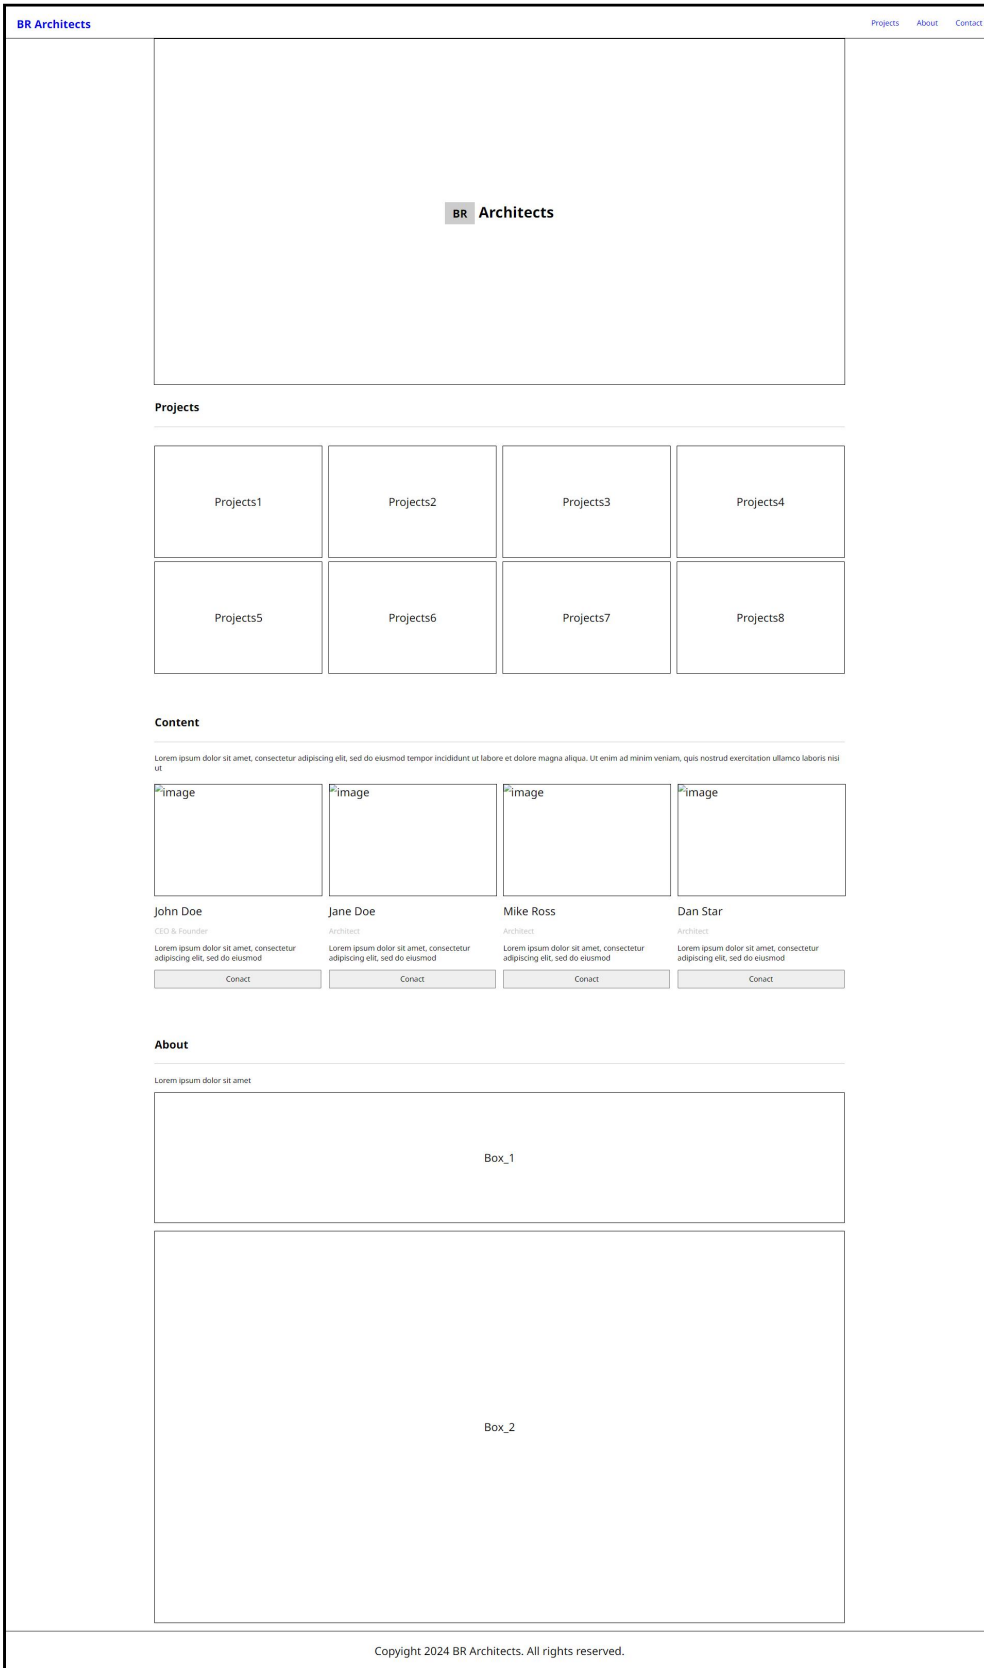 BR Architects
Projects About Contact
BR Architects
Projects
Projects1 Projects2 Projects3 Projects4
Projects5 Projects6 Projects7 Projects8
Content
Lorem ipsum dolor sit amet, consectetur adipiscing elit, sed do eiusmod tempor incididunt ut labore et dolore magna aliqua. Ut enim ad minim veniam, quis nostrud exercitation ullamco laboris nisi
ut
image image image image
John Doe
CEO & Founder
Lorem ipsum dolor sit amet, consectetur
adipiscing elit, sed do eiusmod
Conact
Jane Doe
Architect
Lorem ipsum dolor sit amet, consectetur
adipiscing elit, sed do eiusmod
Conact
Mike Ross
Architect
Lorem ipsum dolor sit amet, consectetur
adipiscing elit, sed do eiusmod
Conact
Dan Star
Architect
Lorem ipsum dolor sit amet, consectetur
adipiscing elit, sed do eiusmod
Conact
About
Lorem ipsum dolor sit amet
Box_1
Box_2
Copyight 2024 BR Architects. All rights reserved.